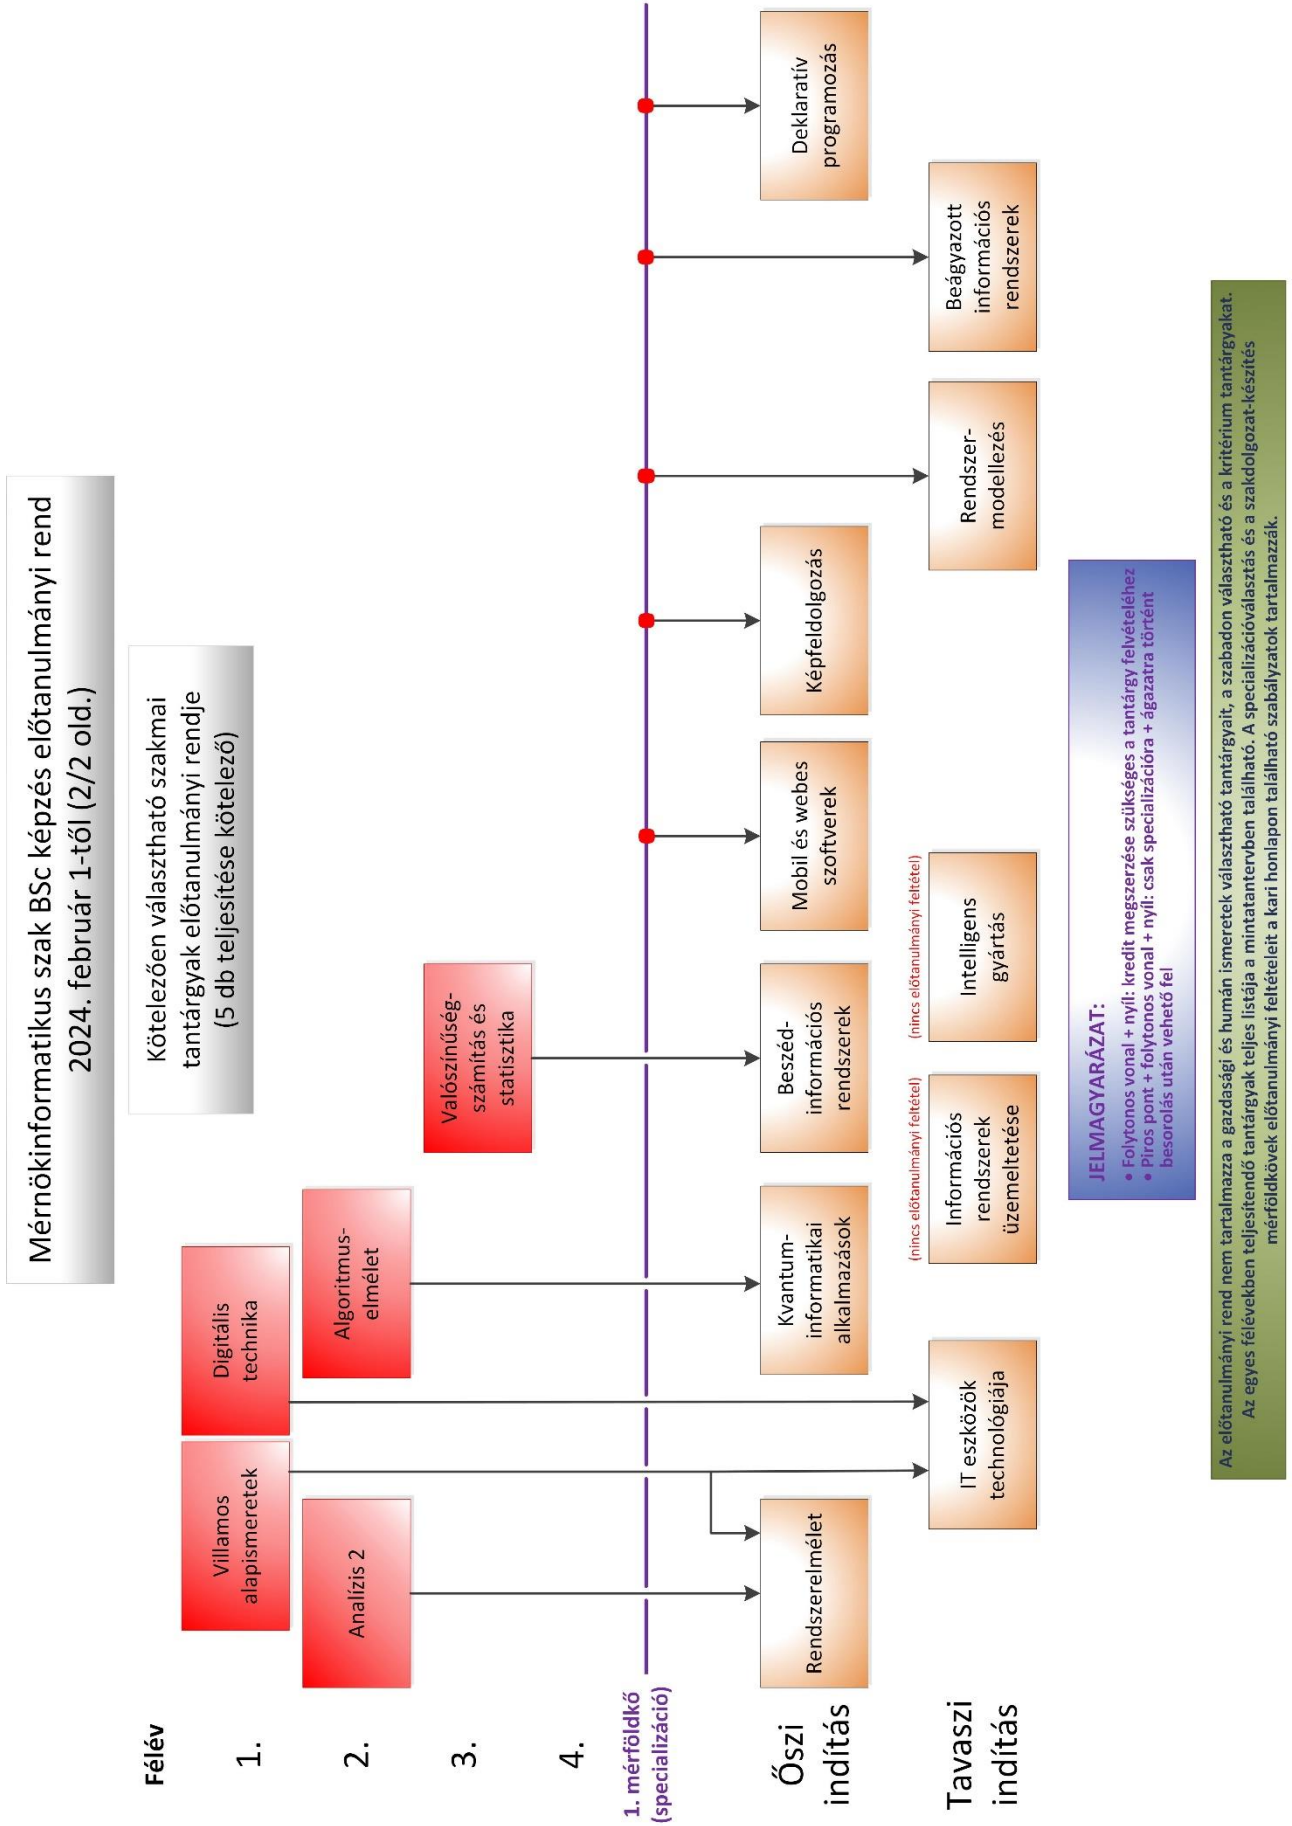 Mérnökinformatikus szak BSc képzés előtanulmányi rend
2024. február 1-től (2/2 old.)
Kötelezően választható szakmai
tantárgyak előtanulmányi rendje
(5 db teljesítése kötelező)
Félév
1.
Villamos
alapismeretek
Digitális
technika
2.
Analízis 2
Algoritmus-
elmélet
3.
Valószínűség-
számítás és
statisztika
4.
1. mérföldkő
(specializáció)
Őszi
indítás
Rendszerelmélet
Kvantum-
informatikai
alkalmazások
Beszéd-
információs
rendszerek
Mobil és webes
szoftverek
Képfeldolgozás
Deklaratív
programozás
Tavaszi
indítás
IT eszközök
technológiája
(nincs előtanulmányi feltétel)
Információs
rendszerek
üzemeltetése
(nincs előtanulmányi feltétel)
Intelligens
gyártás
Rendszer-
modellezés
Beágyazott
információs
rendszerek
JELMAGYARÁZAT:
• Folytonos vonal + nyíl: kredit megszerzése szükséges a tantárgy felvételéhez
• Piros pont + folytonos vonal + nyíl: csak specializációra + ágazatra történt
besorolás után vehető fel
Az előtanulmányi rend nem tartalmazza a gazdasági és humán ismeretek választható tantárgyait, a szabadon választható és a kritérium tantárgyakat.
Az egyes félévekben teljesítendő tantárgyak teljes listája a mintatantervben található. A specializációválasztás és a szakdolgozat-készítés
mérföldkövek előtanulmányi feltételeit a kari honlapon található szabályzatok tartalmazzák.